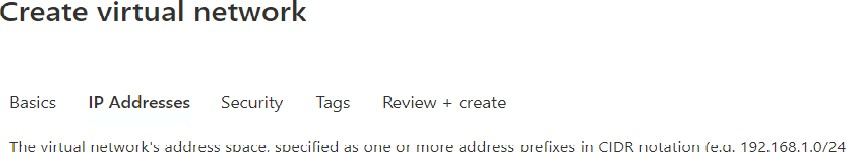 Create virtual network
Basics IP Addresses Security Tags Review + create
The virtual network's address space, specified as one or more address prefixes in CIDR notation (e.g. 192.168.1.0/24